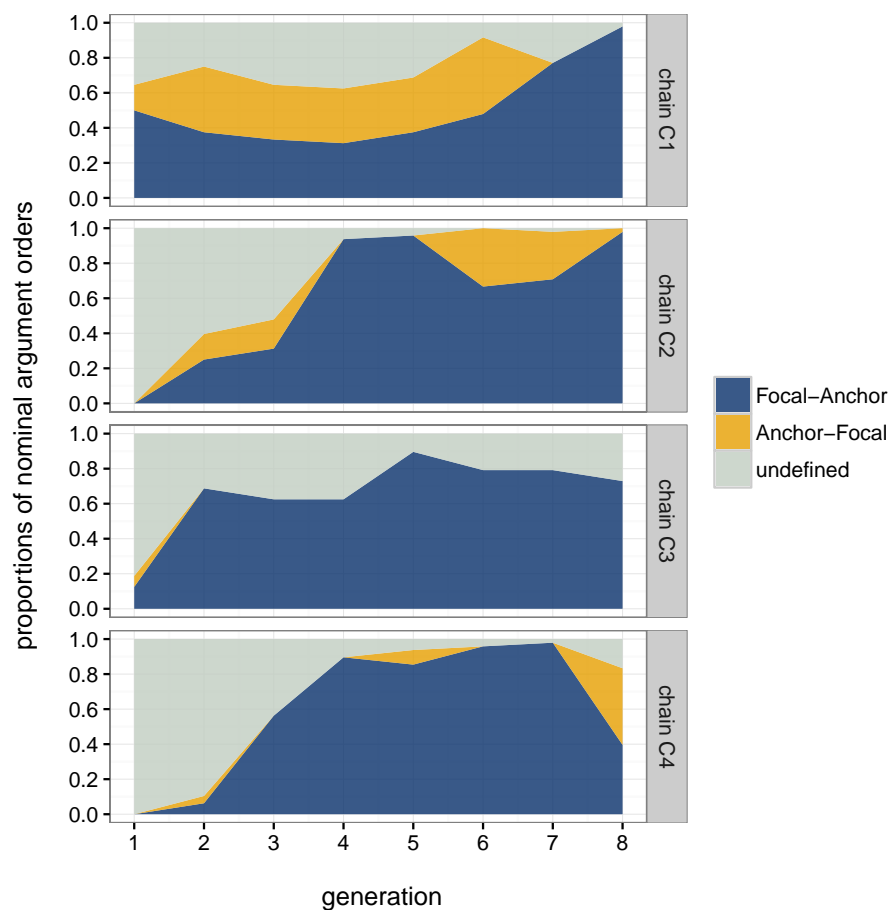 proportions of nominal argument orders
1.0
0.8
0.6
0.4
0.2
0.0
chain C1
1.0
0.8
0.6
0.4
0.2
0.0
chain C2
1.0
0.8
0.6
0.4
0.2
0.0
chain C3
1.0
0.8
0.6
0.4
0.2
0.0
chain C4
1 2 3 4 5 6 7 8
generation
Focal–Anchor
Anchor–Focal
undefined